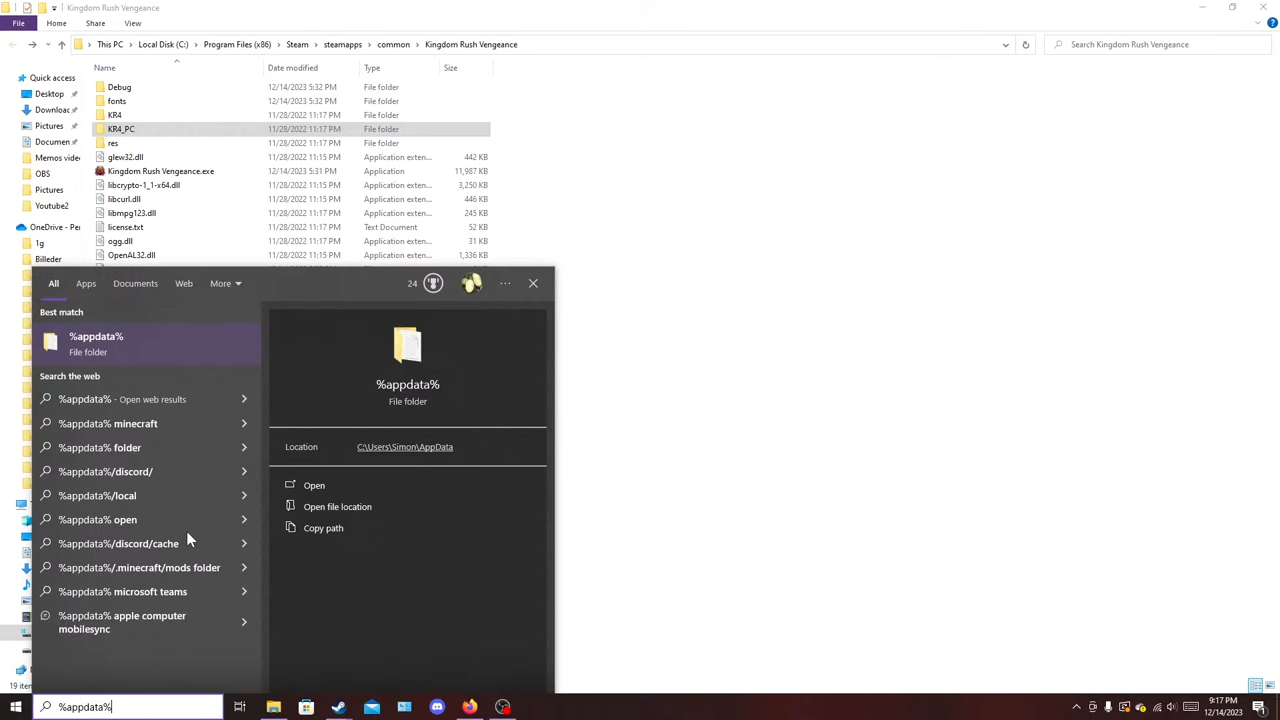 Kingdom Rush Vengeance
File
Home
Share
View
This PC
Local Disk (C:)
Program Files (x86)
Steam
steamapps
common
Kingdom Rush Vengeance
Search Kingdom Rush Vengeance
Name
Date modified
Type
Size
Quick access
Desktop
Downloac
Pictures
Documen
Memos video
OBS
Pictures
Youtube2
OneDrive - Per
1g
Billeder
Debug 12/14/2023 5:32 PM File folder
fonts 12/14/2023 5:32 PM File folder
KR4 11/28/2022 11:17 PM File folder
KR4_PC 11/28/2022 11:17 PM File folder
res 11/28/2022 11:17 PM File folder
glew32.dll 11/28/2022 11:15 PM Application exten... 442 KB
Kingdom Rush Vengeance.exe 12/14/2023 5:31 PM Application 11,987 KB
libcrypto-1_1-x64.dll 11/28/2022 11:15 PM Application exten... 3,250 KB
libcurl.dll 11/28/2022 11:15 PM Application exten... 446 KB
libmpg123.dll 11/28/2022 11:17 PM Application exten... 245 KB
license.txt 11/28/2022 11:17 PM Text Document 52 KB
ogg.dll 11/28/2022 11:15 PM Application exten... 31 KB
OpenAL32.dll 11/28/2022 11:15 PM Application exten... 1,336 KB
All
Apps
Documents
Web
More
24
Best match
%appdata%
File folder
Search the web
%appdata% - Open web results
%appdata% minecraft
%appdata% folder
%appdata%/discord/
%appdata%/local
%appdata% open
%appdata%/discord/cache
%appdata%/.minecraft/mods folder
%appdata% microsoft teams
%appdata% apple computer
mobilesync
%appdata%
File folder
Location C:\Users\Simon\AppData
Open
Open file location
Copy path
19 item
%appdata%
9:17 PM
12/14/2023
1